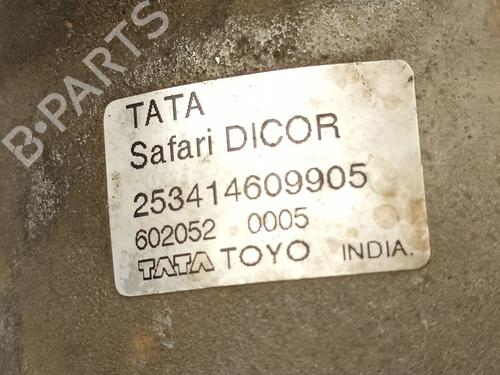 B-PARTS
TATA
Safari DICOR
253414609905
602052 0005
TATA TOYO INDIA.